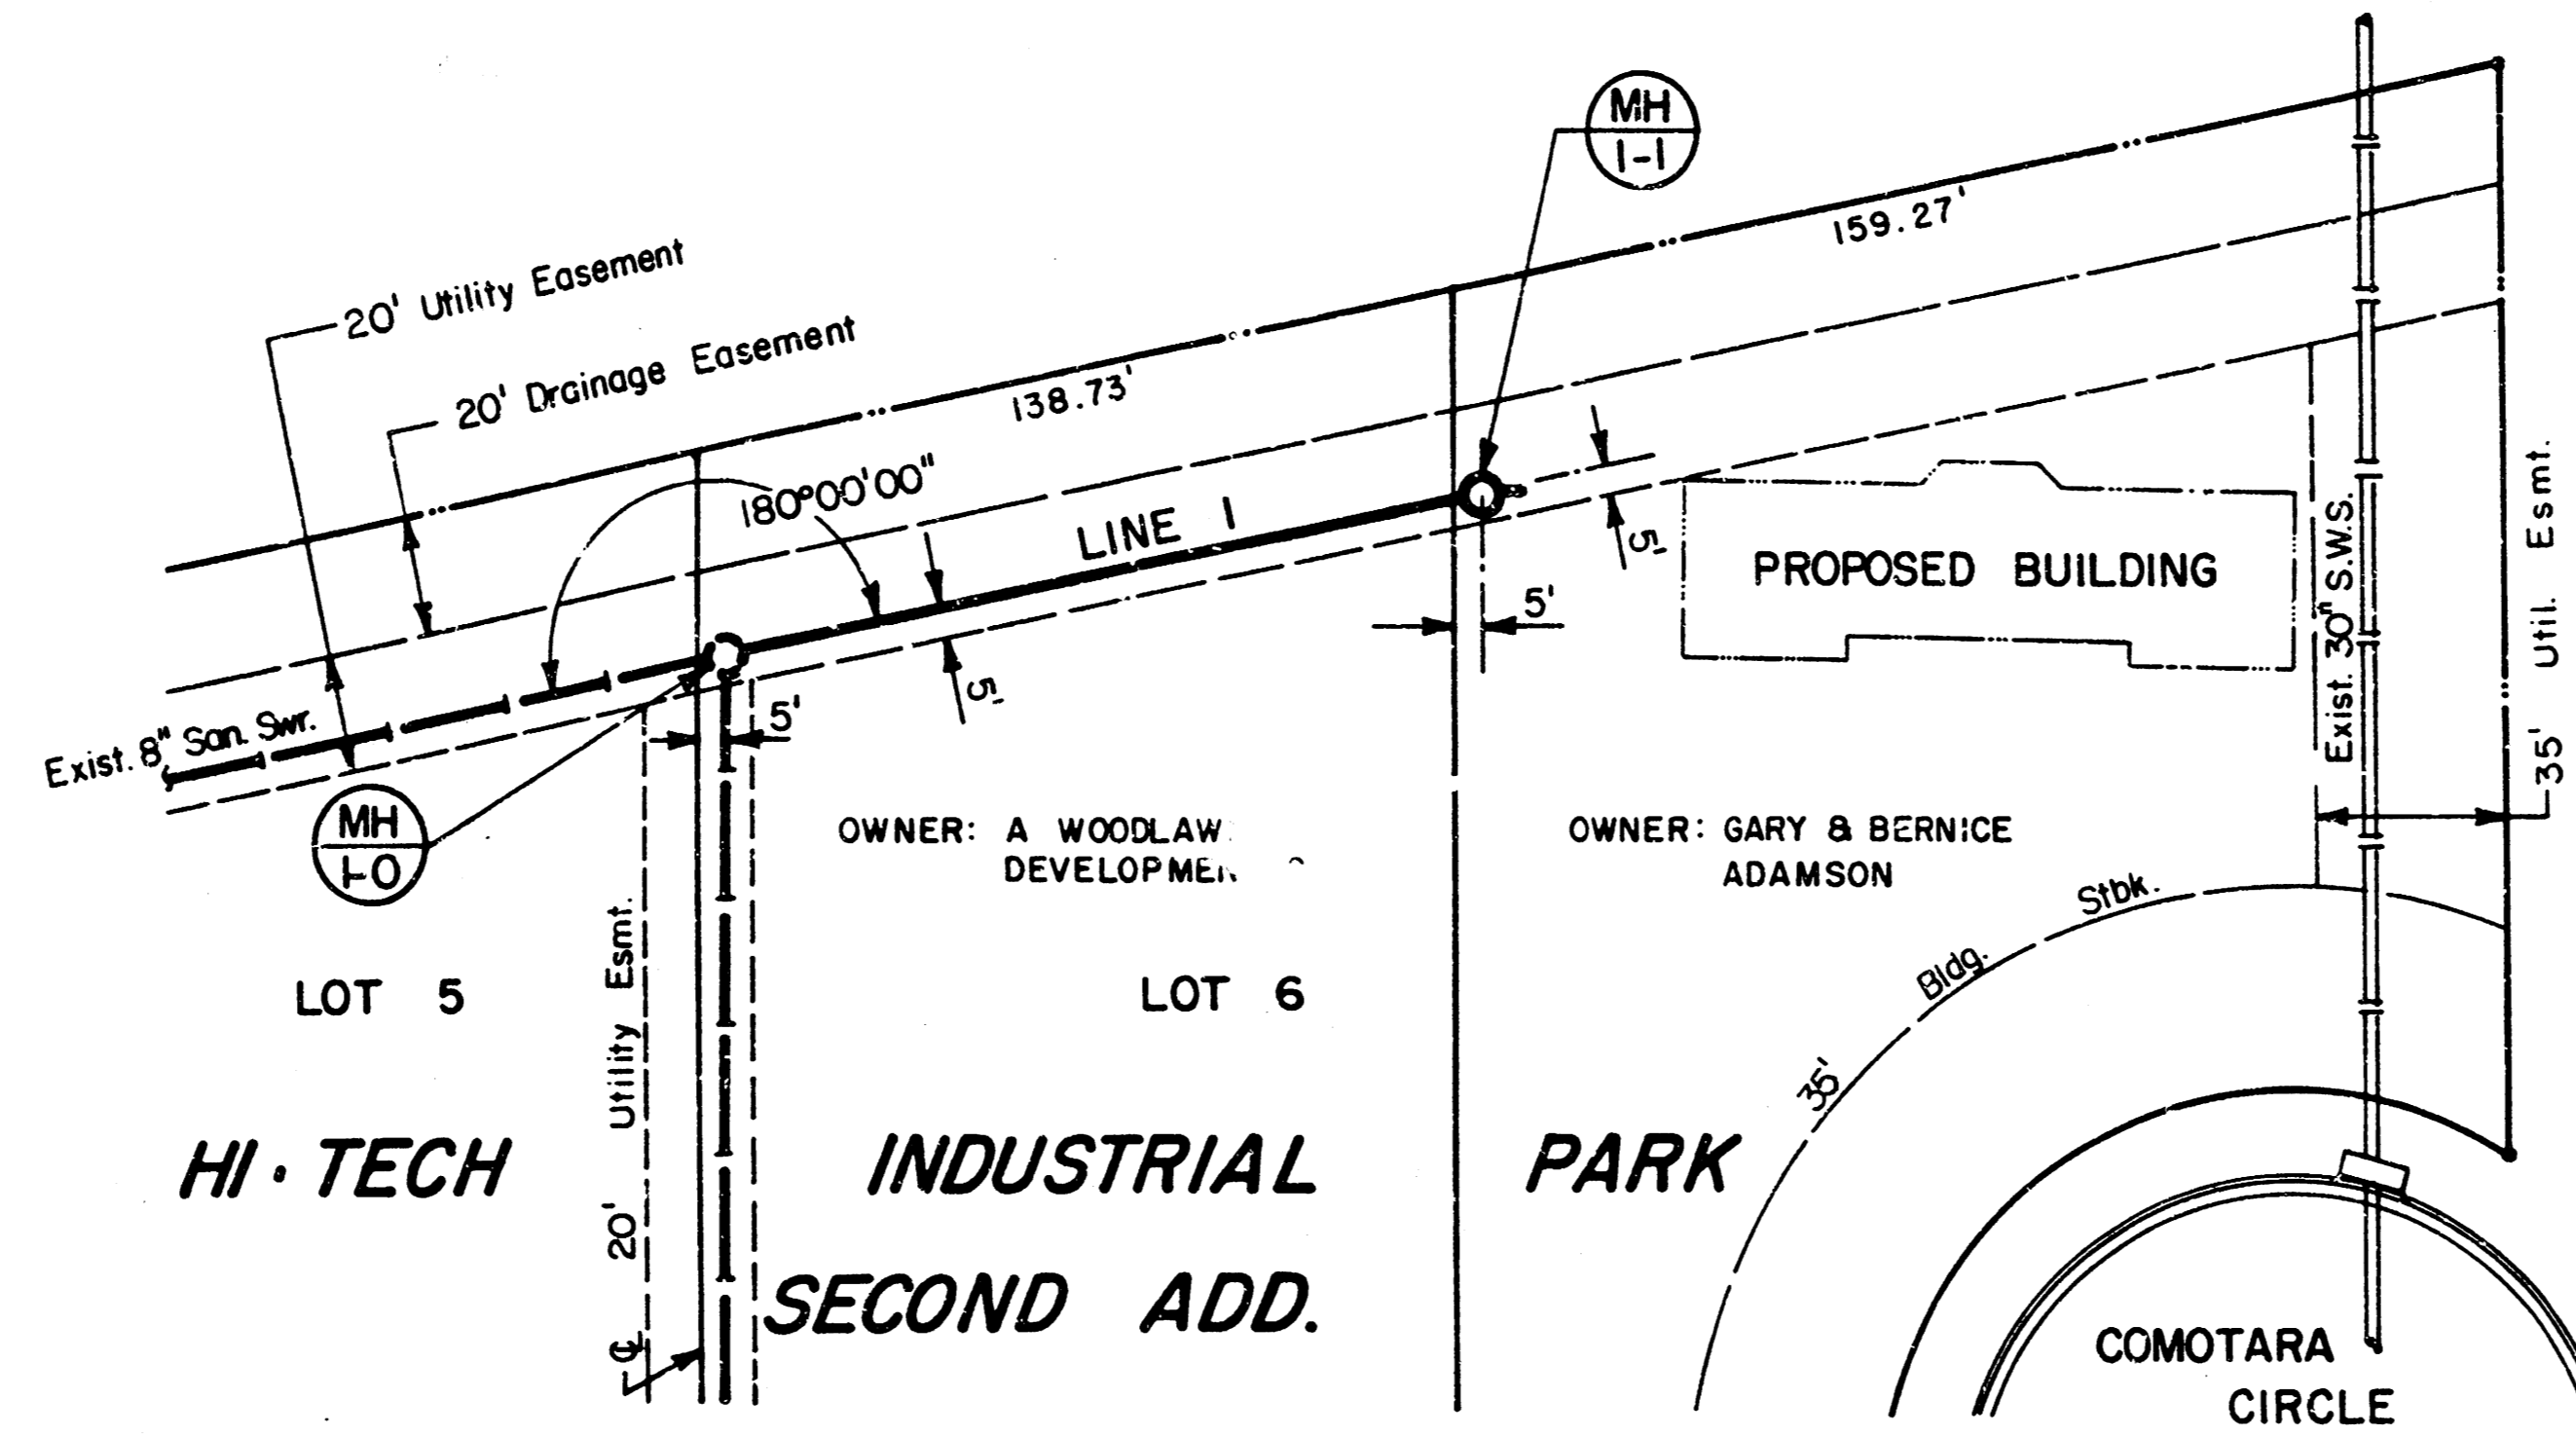 MH
1-1
159.27'
20' Utility Easement
20' Drainage Easement
138.73'
180°00'00"
LINE 1
5'
5'
5'
5'
PROPOSED BUILDING
Exist. 30" S.W.S.
35' Util. Esmt.
Exist. 8" San. Swr.
MH
1-0
OWNER: A
OWNER: GARY & BERNICE
ADAMSON
35' Bldg. Stbk.
LOT 5
LOT 6
℄ 20' Utility Esmt.
HI-TECH INDUSTRIAL PARK
SECOND ADD.
COMOTARA
CIRCLE